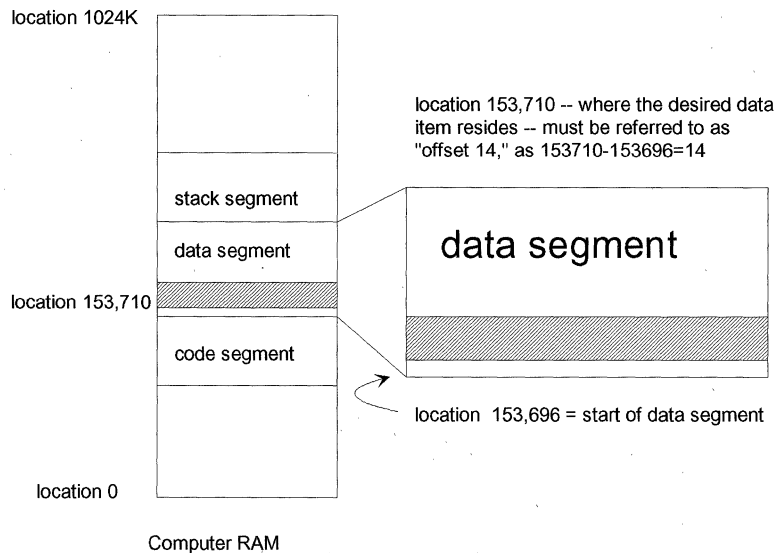 location 1024K
location 153,710 -- where the desired data
item resides -- must be referred to as
"offset 14," as 153710-153696=14
stack segment
data segment
data segment
location 153,710
code segment
location 153,696 = start of data segment
location 0
Computer RAM